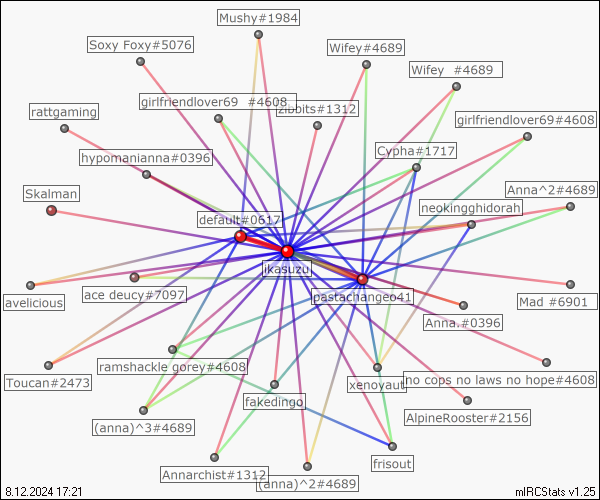 Mushy#1984
Soxy Foxy#5076
Wifey#4689
Wifey  #4689
girlfriendlover69  #4608
zibbits#1312
rattgaming
girlfriendlover69#4608
hypomanianna#0396
Cypha#1717
Skalman
Anna^2#4689
neokingghidorah
default#0617
ikasuzu
ace deucy#7097
pastachangeo41
avelicious
Mad #6901
Anna.#0396
ramshackle gorey#4608
Toucan#2473
xenoyaut
no cops no laws no hope#4608
fakedingo
AlpineRooster#2156
(anna)^3#4689
frisout
Annarchist#1312
(anna)^2#4689
8.12.2024 17:21
mIRCStats v1.25